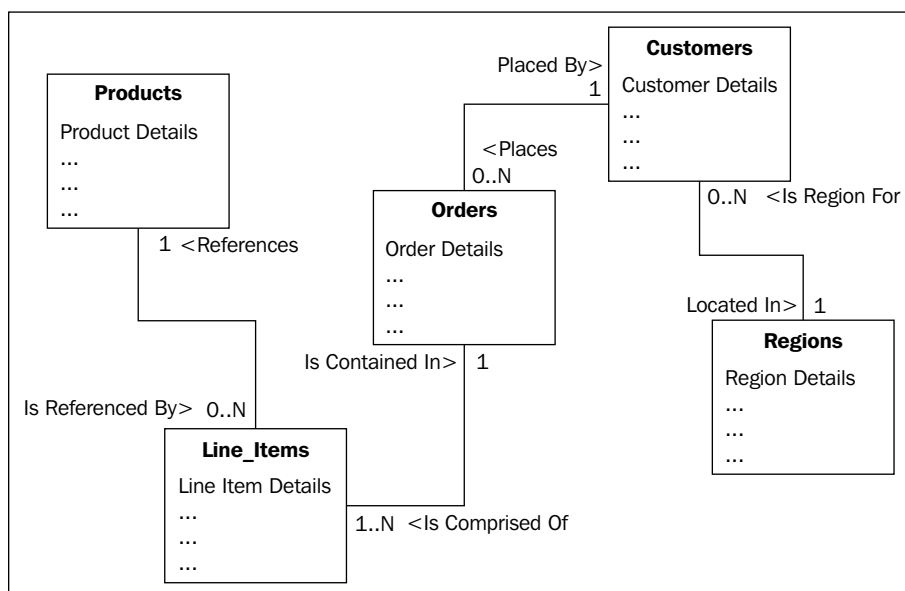 Customers
Customer Details
...
...
...
Placed By>
1
Products
Product Details
...
...
...
<Places
0..N
Orders
Order Details
...
...
...
0..N <Is Region For
1 <References
Located In> 1
Regions
Region Details
...
...
...
Is Contained In> 1
Is Referenced By> 0..N
Line_Items
Line Item Details
...
...
...
1..N <Is Comprised Of